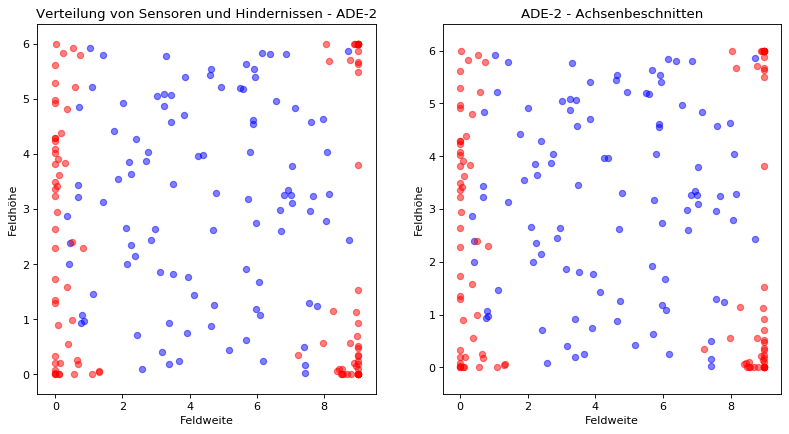 Verteilung von Sensoren und Hindernissen - ADE-2
6
5
4
3
2
1
0
Feldhöhe
0 2 4 6 8
Feldweite
ADE-2 - Achsenbeschnitten
6
5
4
3
2
1
0
Feldhöhe
0 2 4 6 8
Feldweite